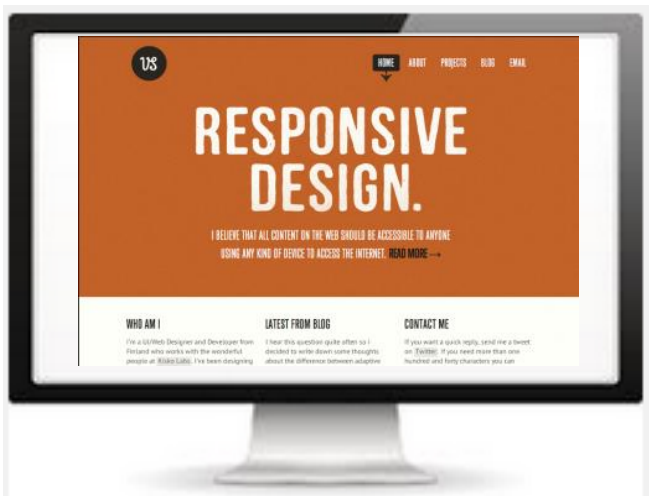 VS
HOME ABOUT PROJECTS BLOG EMAIL
RESPONSIVE
DESIGN.
I BELIEVE THAT ALL CONTENT ON THE WEB SHOULD BE ACCESSIBLE TO ANYONE
USING ANY KIND OF DEVICE TO ACCESS THE INTERNET. READ MORE →
WHO AM I
I'm a UI/Web Designer and Developer from
Finland who works with the wonderful
people at Kisko Labs. I've been designing
LATEST FROM BLOG
I hear this question quite often so I
decided to write down some thoughts
about the difference between adaptive
CONTACT ME
If you want a quick reply, send me a tweet
on Twitter. If you need more than one
hundred and forty characters you can